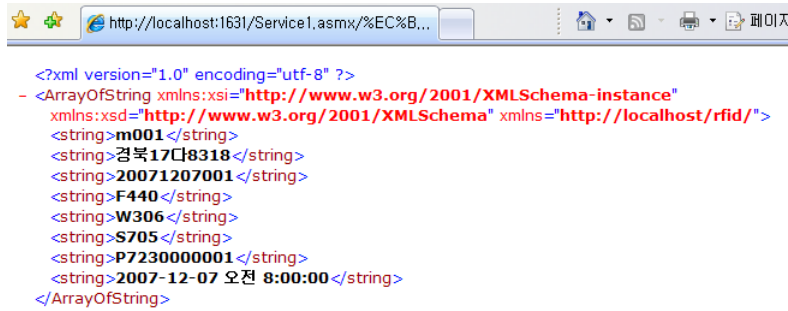 http://localhost:1631/Service1.asmx/%EC%B...
페이지
<?xml version="1.0" encoding="utf-8" ?>
- <ArrayOfString xmlns:xsi="http://www.w3.org/2001/XMLSchema-instance"
xmlns:xsd="http://www.w3.org/2001/XMLSchema" xmlns="http://localhost/rfid/">
<string>m001</string>
<string>경북17다8318</string>
<string>20071207001</string>
<string>F440</string>
<string>W306</string>
<string>S705</string>
<string>P7230000001</string>
<string>2007-12-07 오전 8:00:00</string>
</ArrayOfString>